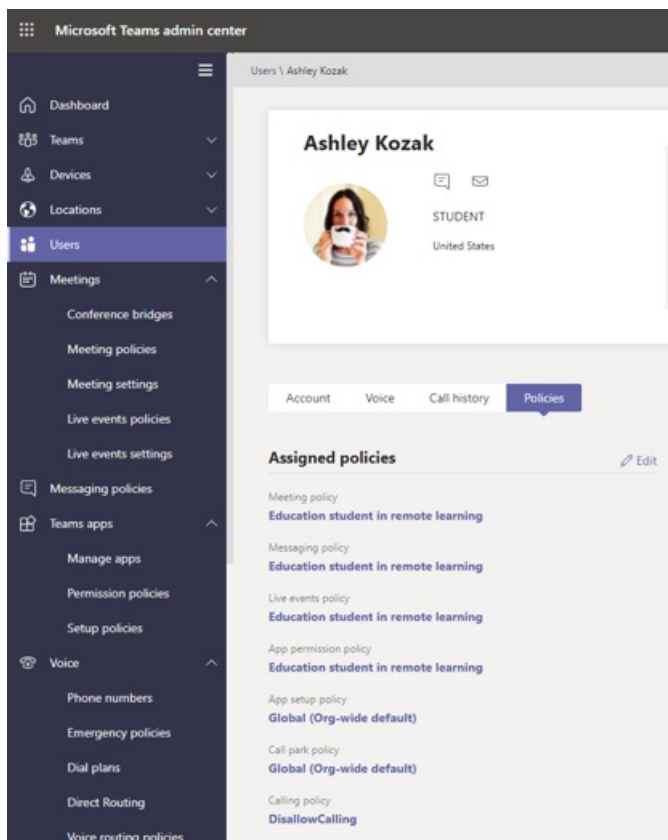 Microsoft Teams admin center
Users \ Ashley Kozak
Dashboard
Teams
Devices
Locations
Users
Meetings
Conference bridges
Meeting policies
Meeting settings
Live events policies
Live events settings
Messaging policies
Teams apps
Manage apps
Permission policies
Setup policies
Voice
Phone numbers
Emergency policies
Dial plans
Direct Routing
Voice routing policies
Ashley Kozak
STUDENT
United States
Account Voice Call history Policies
Assigned policies Edit
Meeting policy
Education student in remote learning
Messaging policy
Education student in remote learning
Live events policy
Education student in remote learning
App permission policy
Education student in remote learning
App setup policy
Global (Org-wide default)
Call park policy
Global (Org-wide default)
Calling policy
DisallowCalling